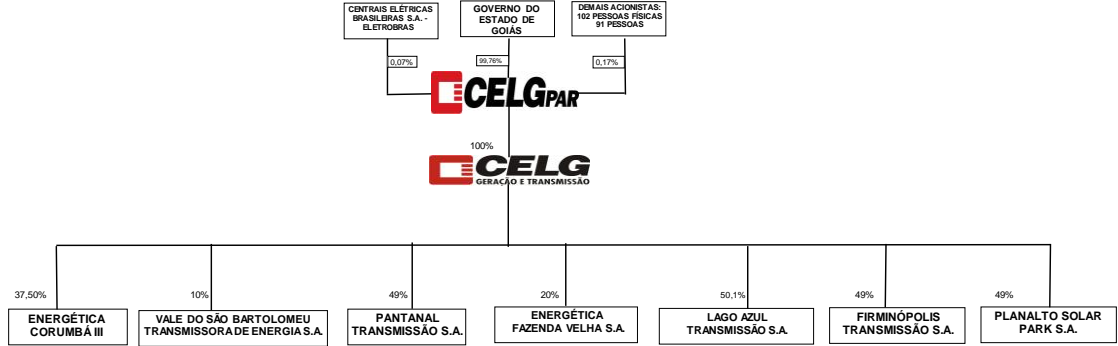 CENTRAIS ELÉTRICAS
BRASILEIRAS S.A. -
ELETROBRAS
GOVERNO DO
ESTADO DE
GOIÁS
DEMAIS ACIONISTAS:
102 PESSOAS FÍSICAS
91 PESSOAS
0,07%
99,76%
0,17%
CELGPAR
100%
CELG
GERAÇÃO E TRANSMISSÃO
37,50%
10%
49%
20%
50,1%
49%
49%
ENERGÉTICA
CORUMBÁ III
VALE DO SÃO BARTOLOMEU
TRANSMISSORA DE ENERGIA S.A.
PANTANAL
TRANSMISSÃO S.A.
ENERGÉTICA
FAZENDA VELHA S.A.
LAGO AZUL
TRANSMISSÃO S.A.
FIRMINÓPOLIS
TRANSMISSÃO S.A.
PLANALTO SOLAR
PARK S.A.